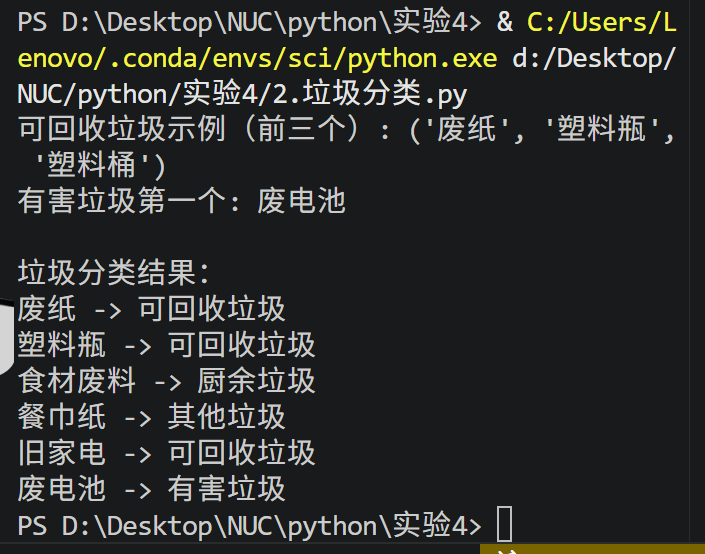 PS D:\Desktop\NUC\python\实验4> & C:/Users/L
enovo/.conda/envs/sci/python.exe d:/Desktop/
NUC/python/实验4/2.垃圾分类.py
可回收垃圾示例（前三个）: ('废纸', '塑料瓶',
 '塑料桶')
有害垃圾第一个: 废电池
垃圾分类结果:
废纸 -> 可回收垃圾
塑料瓶 -> 可回收垃圾
食材废料 -> 厨余垃圾
餐巾纸 -> 其他垃圾
旧家电 -> 可回收垃圾
废电池 -> 有害垃圾
PS D:\Desktop\NUC\python\实验4>